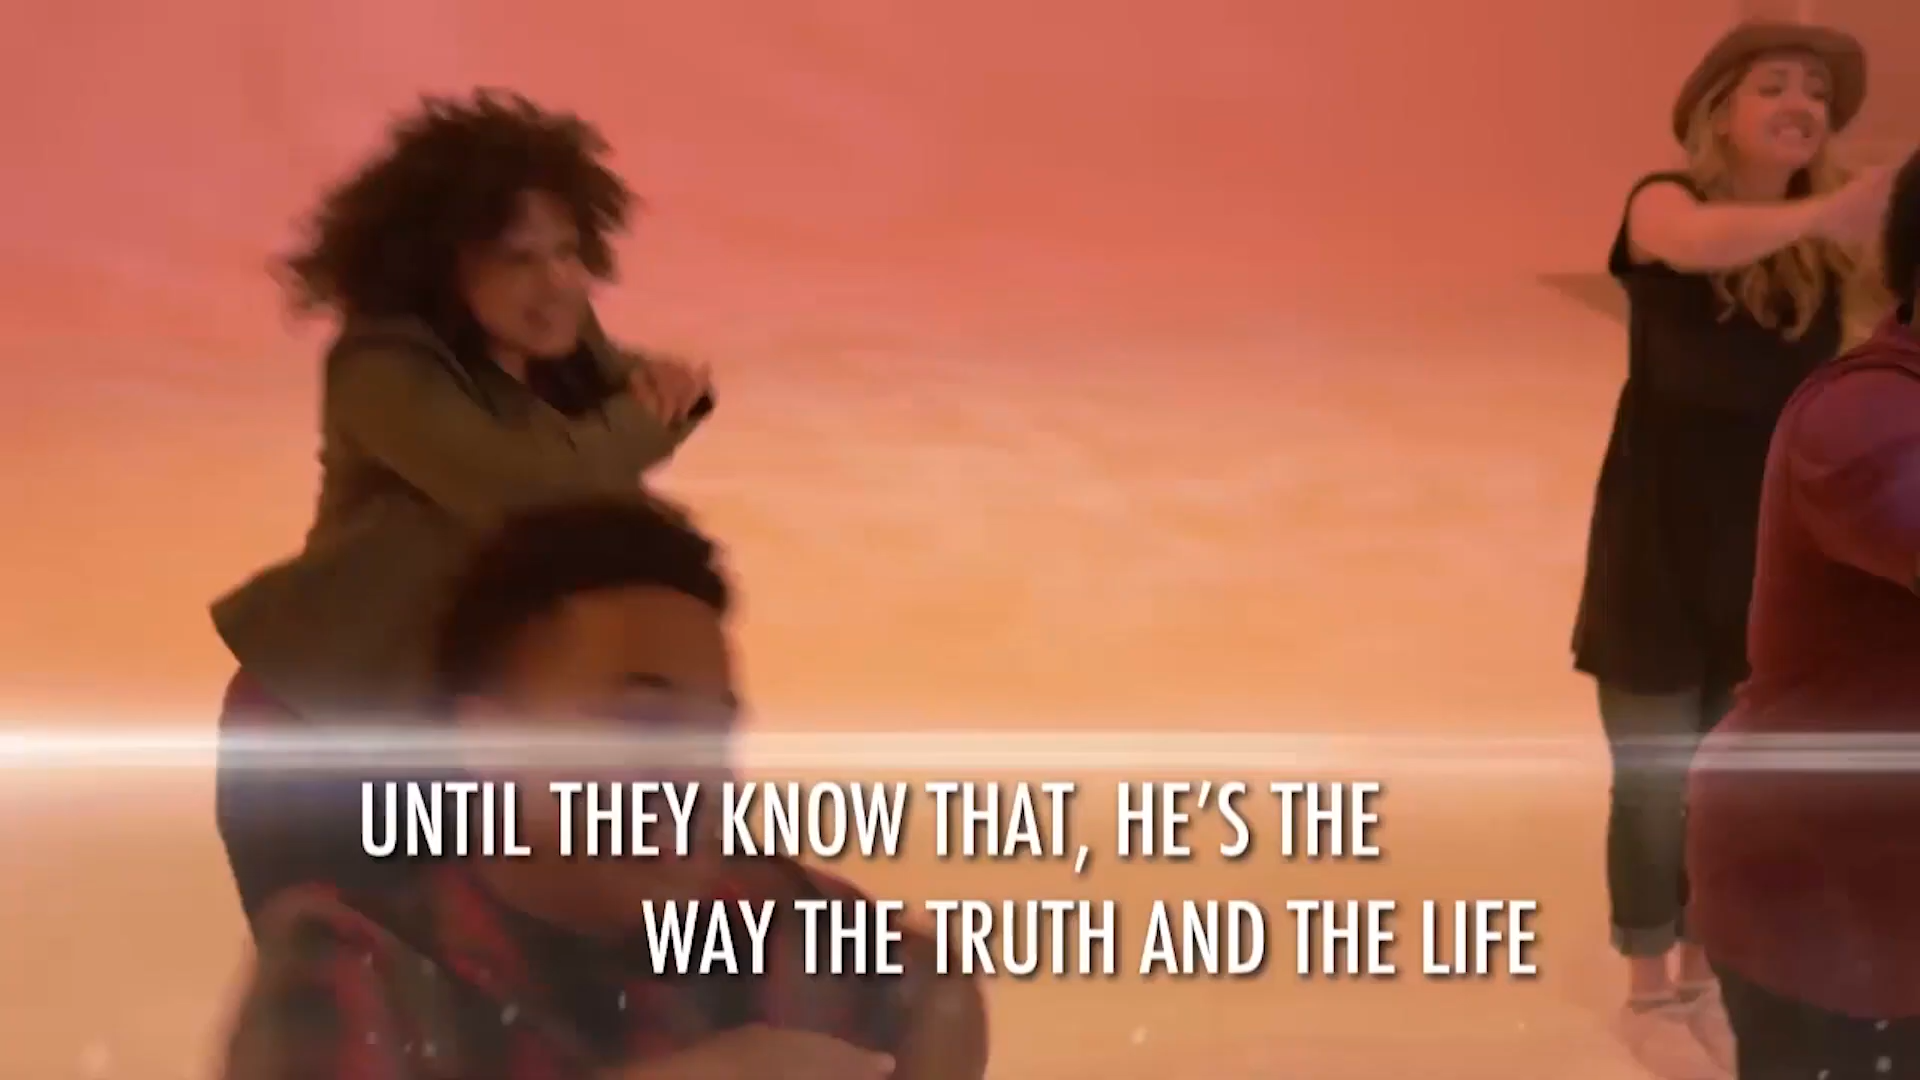 UNTIL THEY KNOW THAT, HE'S THE
WAY THE TRUTH AND THE LIFE